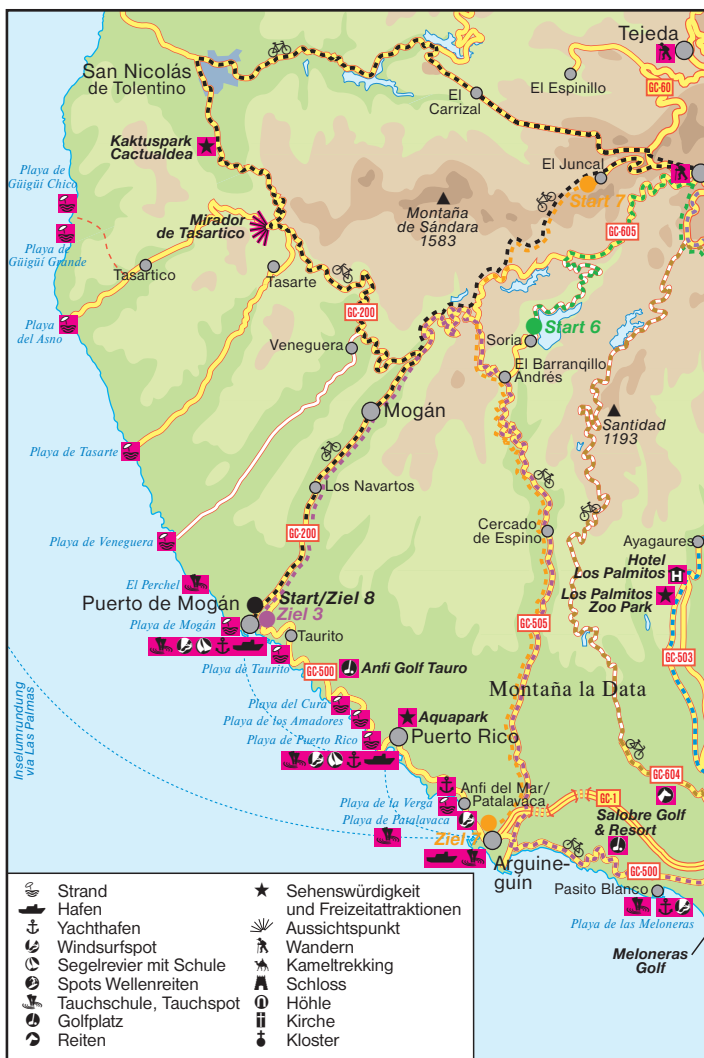 Tejeda
San Nicolás
de Tolentino
El Espinillo
El
Carrizal
GC-60
Kaktuspark
Cactualdea
El Juncal
Playa de
Güigüí Chico
Start 7
Montaña
de Sándara
1583
Mirador
de Tasartico
GC-605
Playa de
Güigüí Grande
Tasartico
Tasarte
GC-200
Start 6
Playa
del Asno
Veneguera
Soria
El Barranqillo
Andrés
Mogán
Santidad
1193
Playa de Tasarte
Los Navartos
Cercado
de Espino
GC-200
Playa de Veneguera
Ayagaures
Hotel
Los Palmitos
H
El Perchel
Los Palmitos
Zoo Park
Puerto de Mogán
Start/Ziel 8
Ziel 3
Playa de Mogán
Taurito
GC-505
GC-503
Playa de Taurito
GC-500
Anfi Golf Tauro
Montaña la Data
Playa del Cura
Playa de los Amadores
Aquapark
Playa de Puerto Rico
Puerto Rico
Inselumrundung
via Las Palmas
GC-604
Anfi del Mar/
Patalavaca
GC-1
Playa de la Verga
Playa de Patalavaca
Salobre Golf
& Resort
Ziel
Arguine-
guín
GC-500
Pasito Blanco
Playa de las Meloneras
Meloneras
Golf
Strand
Hafen
Yachthafen
Windsurfspot
Segelrevier mit Schule
Spots Wellenreiten
Tauchschule, Tauchspot
Golfplatz
Reiten
Sehenswürdigkeit
und Freizeitattraktionen
Aussichtspunkt
Wandern
Kameltrekking
Schloss
Höhle
Kirche
Kloster